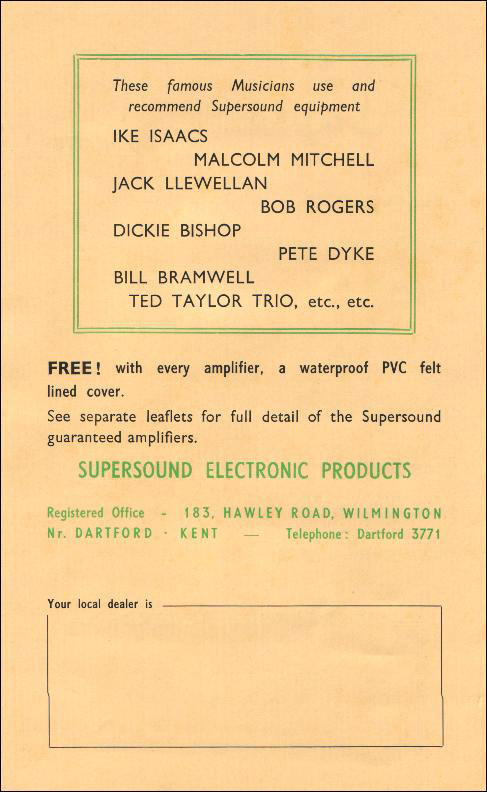 These famous Musicians use and
recommend Supersound equipment
IKE ISAACS
MALCOLM MITCHELL
JACK LLEWELLAN
BOB ROGERS
DICKIE BISHOP
PETE DYKE
BILL BRAMWELL
TED TAYLOR TRIO, etc., etc.
FREE! with every amplifier, a waterproof PVC felt
lined cover.
See separate leaflets for full detail of the Supersound
guaranteed amplifiers.
SUPERSOUND ELECTRONIC PRODUCTS
Registered Office - 183, HAWLEY ROAD, WILMINGTON
Nr. DARTFORD · KENT — Telephone: Dartford 3771
Your local dealer is